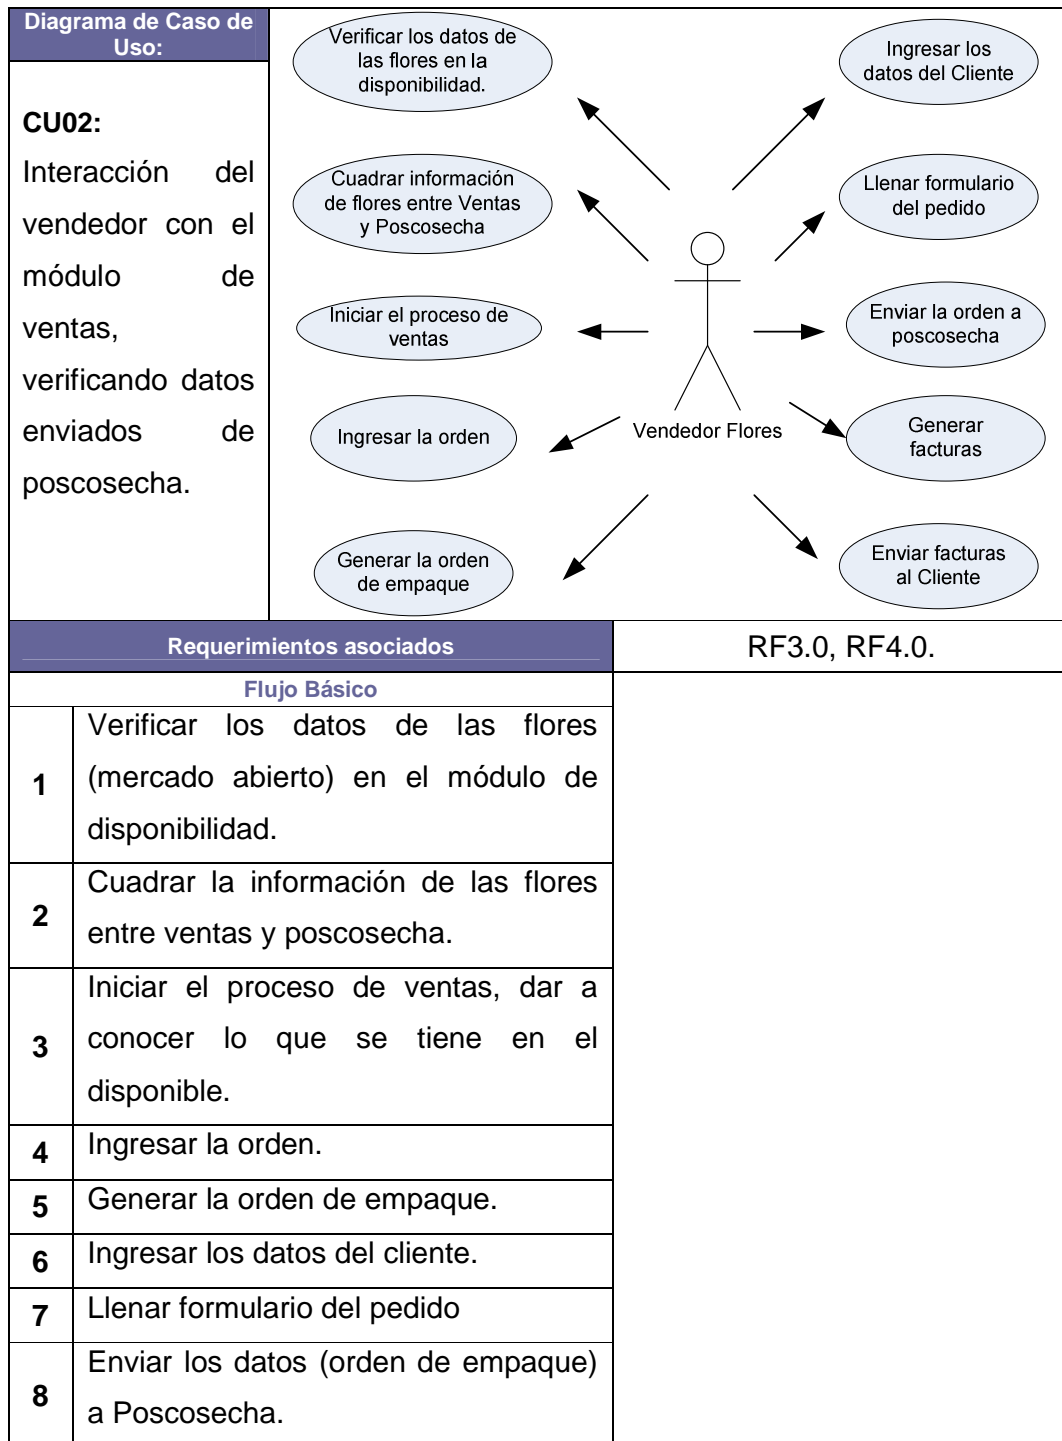 Diagrama de Caso de
Uso:
CU02:
Interacción del
vendedor con el
módulo de
ventas,
verificando datos
enviados de
poscosecha.
Verificar los datos de
las flores en la
disponibilidad.
Cuadrar información
de flores entre Ventas
y Poscosecha
Iniciar el proceso de
ventas
Ingresar la orden
Generar la orden
de empaque
Vendedor Flores
Ingresar los
datos del Cliente
Llenar formulario
del pedido
Enviar la orden a
poscosecha
Generar
facturas
Enviar facturas
al Cliente
Requerimientos asociados
RF3.0, RF4.0.
Flujo Básico
1
Verificar los datos de las flores
(mercado abierto) en el módulo de
disponibilidad.
2
Cuadrar la información de las flores
entre ventas y poscosecha.
3
Iniciar el proceso de ventas, dar a
conocer lo que se tiene en el
disponible.
4
Ingresar la orden.
5
Generar la orden de empaque.
6
Ingresar los datos del cliente.
7
Llenar formulario del pedido
8
Enviar los datos (orden de empaque)
a Poscosecha.